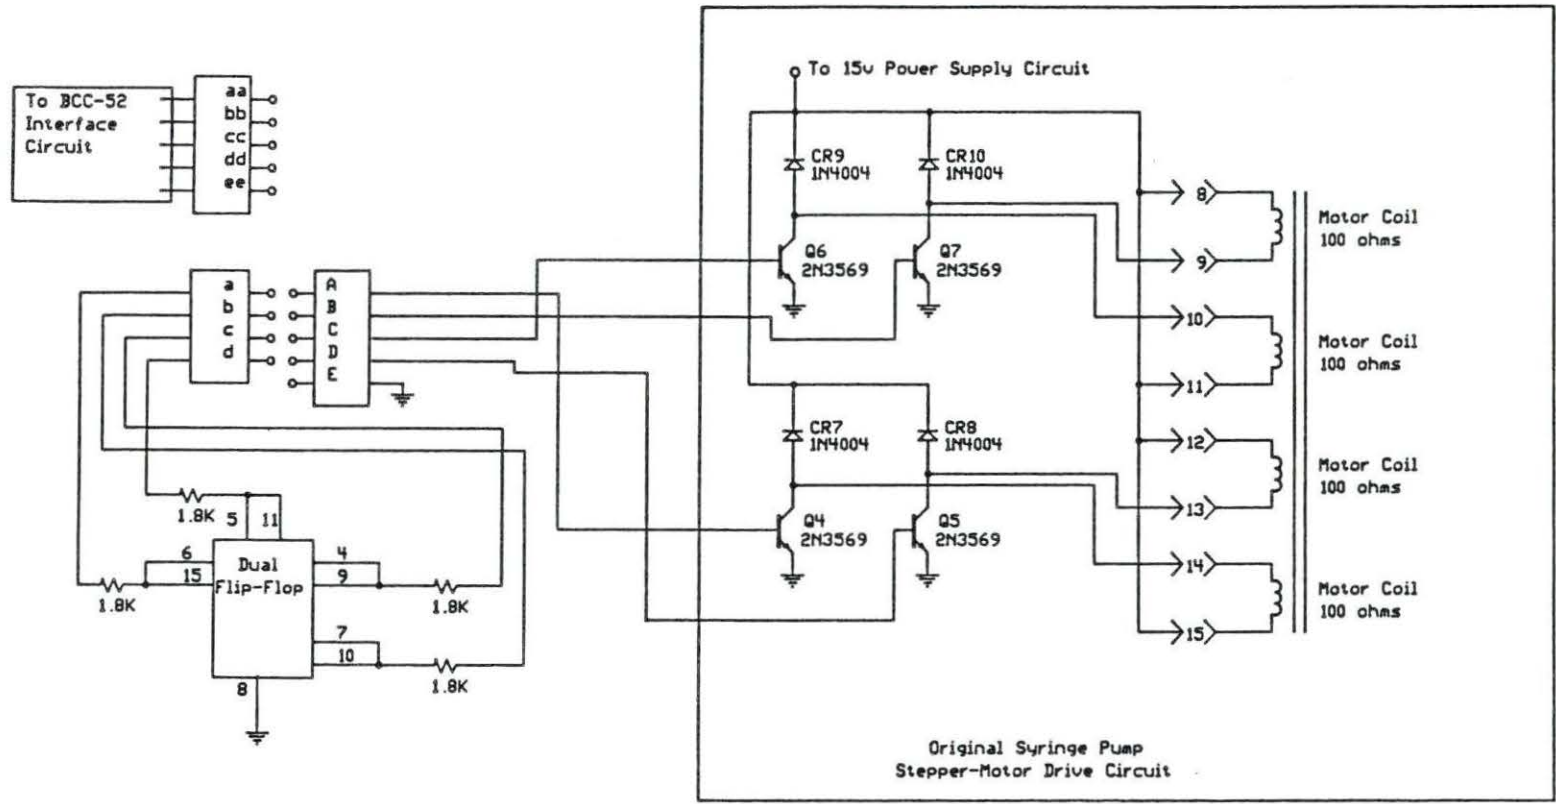 To 15v Power Supply Circuit
To BCC-52
Interface
Circuit
aa
bb
cc
dd
ee
CR9
1N4004
CR10
1N4004
8
Motor Coil
100 ohms
9
Q6
2N3569
Q7
2N3569
a
b
c
d
A
B
C
D
E
10
Motor Coil
100 ohms
11
CR7
1N4004
CR8
1N4004
12
Motor Coil
100 ohms
13
1.8K
5
11
Q4
2N3569
Q5
2N3569
6
15
Dual
Flip-Flop
4
9
1.8K
1.8K
14
Motor Coil
100 ohms
15
7
10
1.8K
8
Original Syringe Pump
Stepper-Motor Drive Circuit